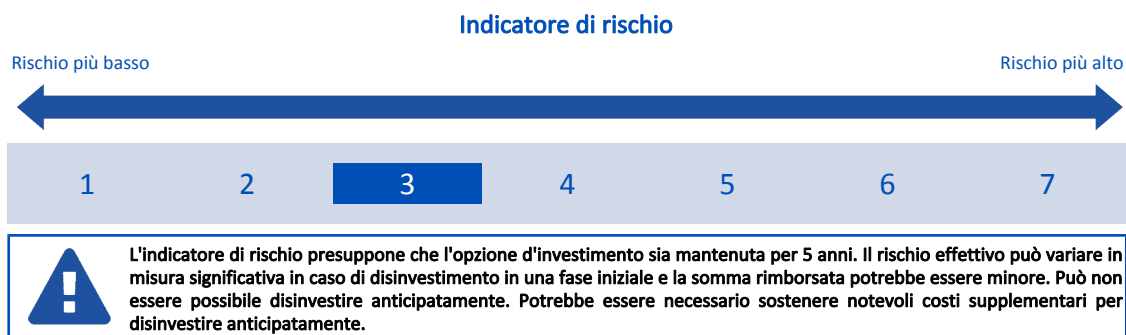 Indicatore di rischio
Rischio più basso Rischio più alto
1 2 3 4 5 6 7
L'indicatore di rischio presuppone che l'opzione d'investimento sia mantenuta per 5 anni. Il rischio effettivo può variare in
misura significativa in caso di disinvestimento in una fase iniziale e la somma rimborsata potrebbe essere minore. Può non
essere possibile disinvestire anticipatamente. Potrebbe essere necessario sostenere notevoli costi supplementari per
disinvestire anticipatamente.